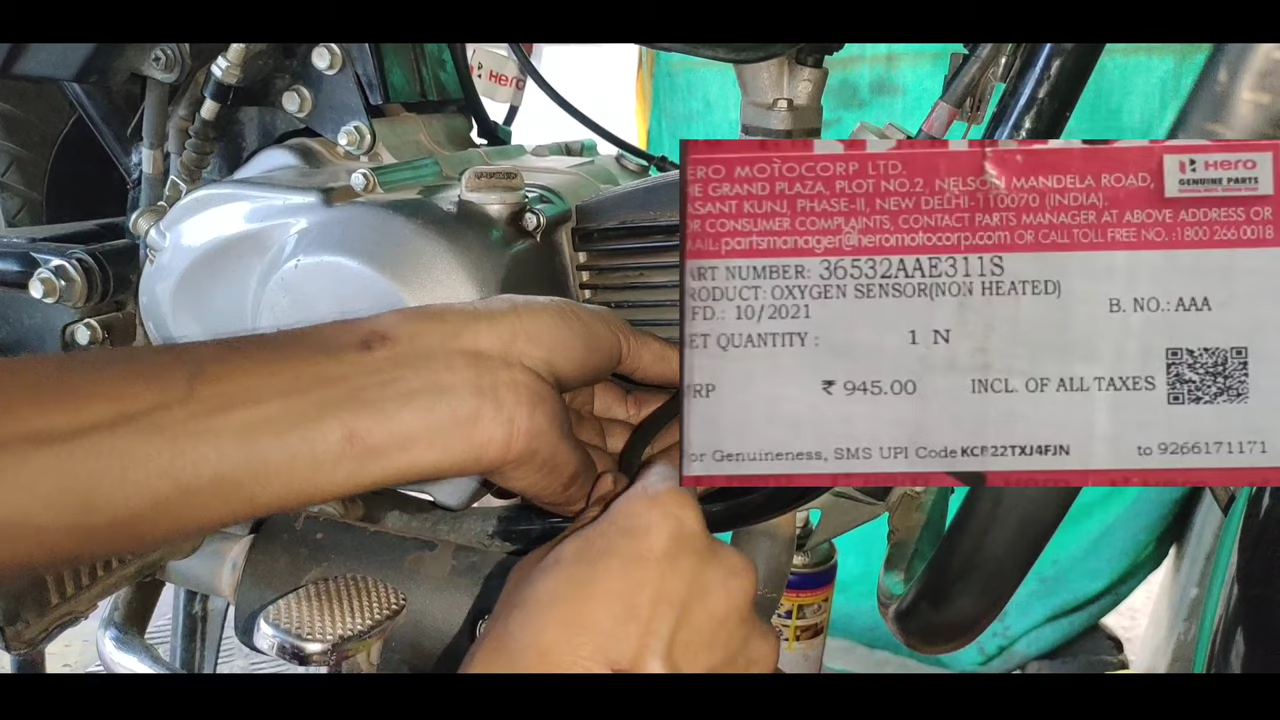 HERO
ERO MOTOCORP LTD.
HE GRAND PLAZA, PLOT NO.2, NELSON MANDELA ROAD,
ASANT KUNJ, PHASE-II, NEW DELHI-110070 (INDIA).
OR CONSUMER COMPLAINTS, CONTACT PARTS MANAGER AT ABOVE ADDRESS OR
MAIL: partsmanager@heromotocorp.com OR CALL TOLL FREE NO. :1800 266 0018
HERO
GENUINE PARTS
ART NUMBER: 36532AAE311S
RODUCT: OXYGEN SENSOR(NON HEATED)
FD.: 10/2021
B. NO.: AAA
ET QUANTITY : 1 N
RP ₹ 945.00 INCL. OF ALL TAXES
or Genuineness, SMS UPI Code KCB22TXJ4FJN to 9266171171